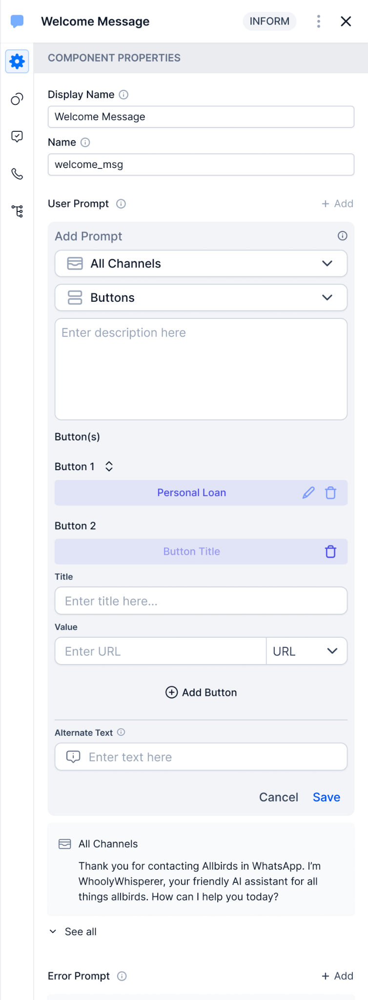 Welcome Message
INFORM
COMPONENT PROPERTIES
Display Name
Welcome Message
Name
welcome_msg
User Prompt
+ Add
Add Prompt
All Channels
Buttons
Enter description here
Button(s)
Button 1
Personal Loan
Button 2
Button Title
Title
Enter title here...
Value
Enter URL
URL
Add Button
Alternate Text
Enter text here
Cancel
Save
All Channels
Thank you for contacting Allbirds in WhatsApp. I’m
WhoolyWhisperer, your friendly AI assistant for all
things allbirds. How can I help you today?
See all
Error Prompt
+ Add